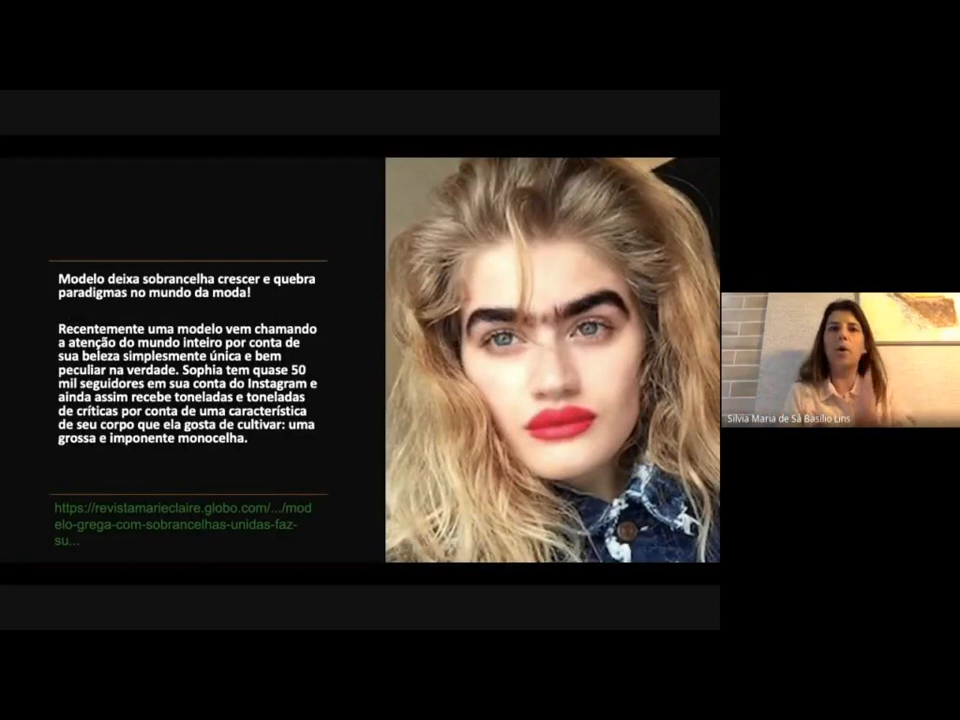 Modelo deixa sobrancelha crescer e quebra
paradigmas no mundo da moda!
Recentemente uma modelo vem chamando
a atenção do mundo inteiro por conta de
sua beleza simplesmente única e bem
peculiar na verdade. Sophia tem quase 50
mil seguidores em sua conta do Instagram e
ainda assim recebe toneladas e toneladas
de críticas por conta de uma característica
de seu corpo que ela gosta de cultivar: uma
grossa e imponente monocelha.
https://revistamarieclaire.globo.com/.../mod
elo-grega-com-sobrancelhas-unidas-faz-
su...
Silvia Maria de Sá Basilio Lins